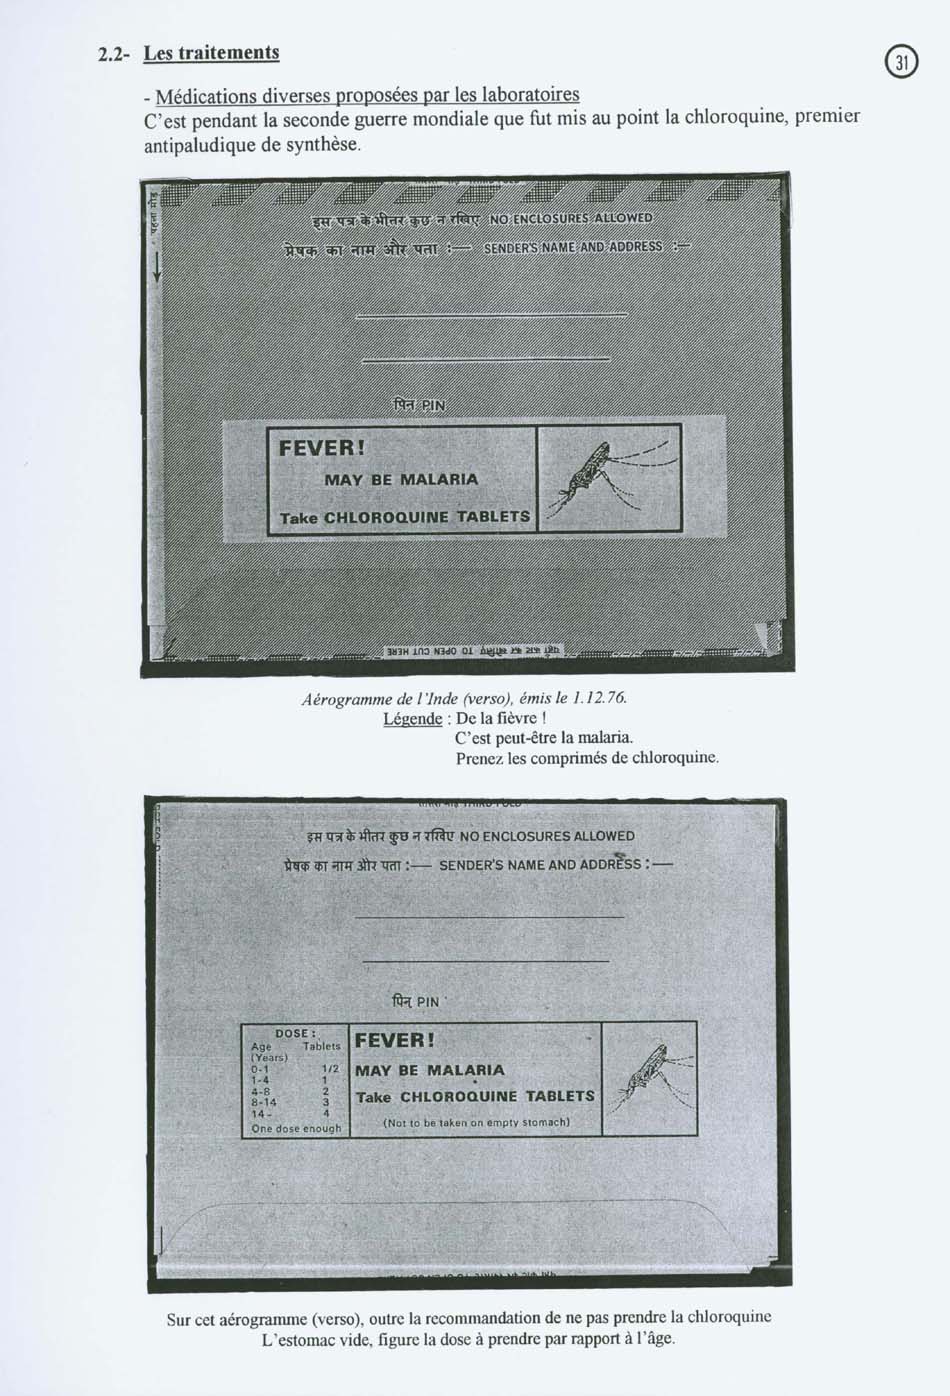 2.2- Les traitements
31
- Médications diverses proposées par les laboratoires
C'est pendant la seconde guerre mondiale que fut mis au point la chloroquine, premier
antipaludique de synthèse.
पहला मोड़
इस पत्र के भीतर कुछ न रखिए NO ENCLOSURES ALLOWED
प्रेषक का नाम और पता :— SENDER'S NAME AND ADDRESS :—
पिन PIN
FEVER!
MAY BE MALARIA
Take CHLOROQUINE TABLETS
TO OPEN CUT HERE
Aérogramme de l'Inde (verso), émis le 1.12.76.
Légende : De la fièvre !
C'est peut-être la malaria.
Prenez les comprimés de chloroquine.
इस पत्र के भीतर कुछ न रखिए NO ENCLOSURES ALLOWED
प्रेषक का नाम और पता :— SENDER'S NAME AND ADDRESS :—
पिन PIN
DOSE :
Age Tablets
(Years)
0-1 1/2
1-4 1
4-8 2
8-14 3
14- 4
One dose enough
FEVER!
MAY BE MALARIA
Take CHLOROQUINE TABLETS
(Not to be taken on empty stomach)
Sur cet aérogramme (verso), outre la recommandation de ne pas prendre la chloroquine
L'estomac vide, figure la dose à prendre par rapport à l'âge.